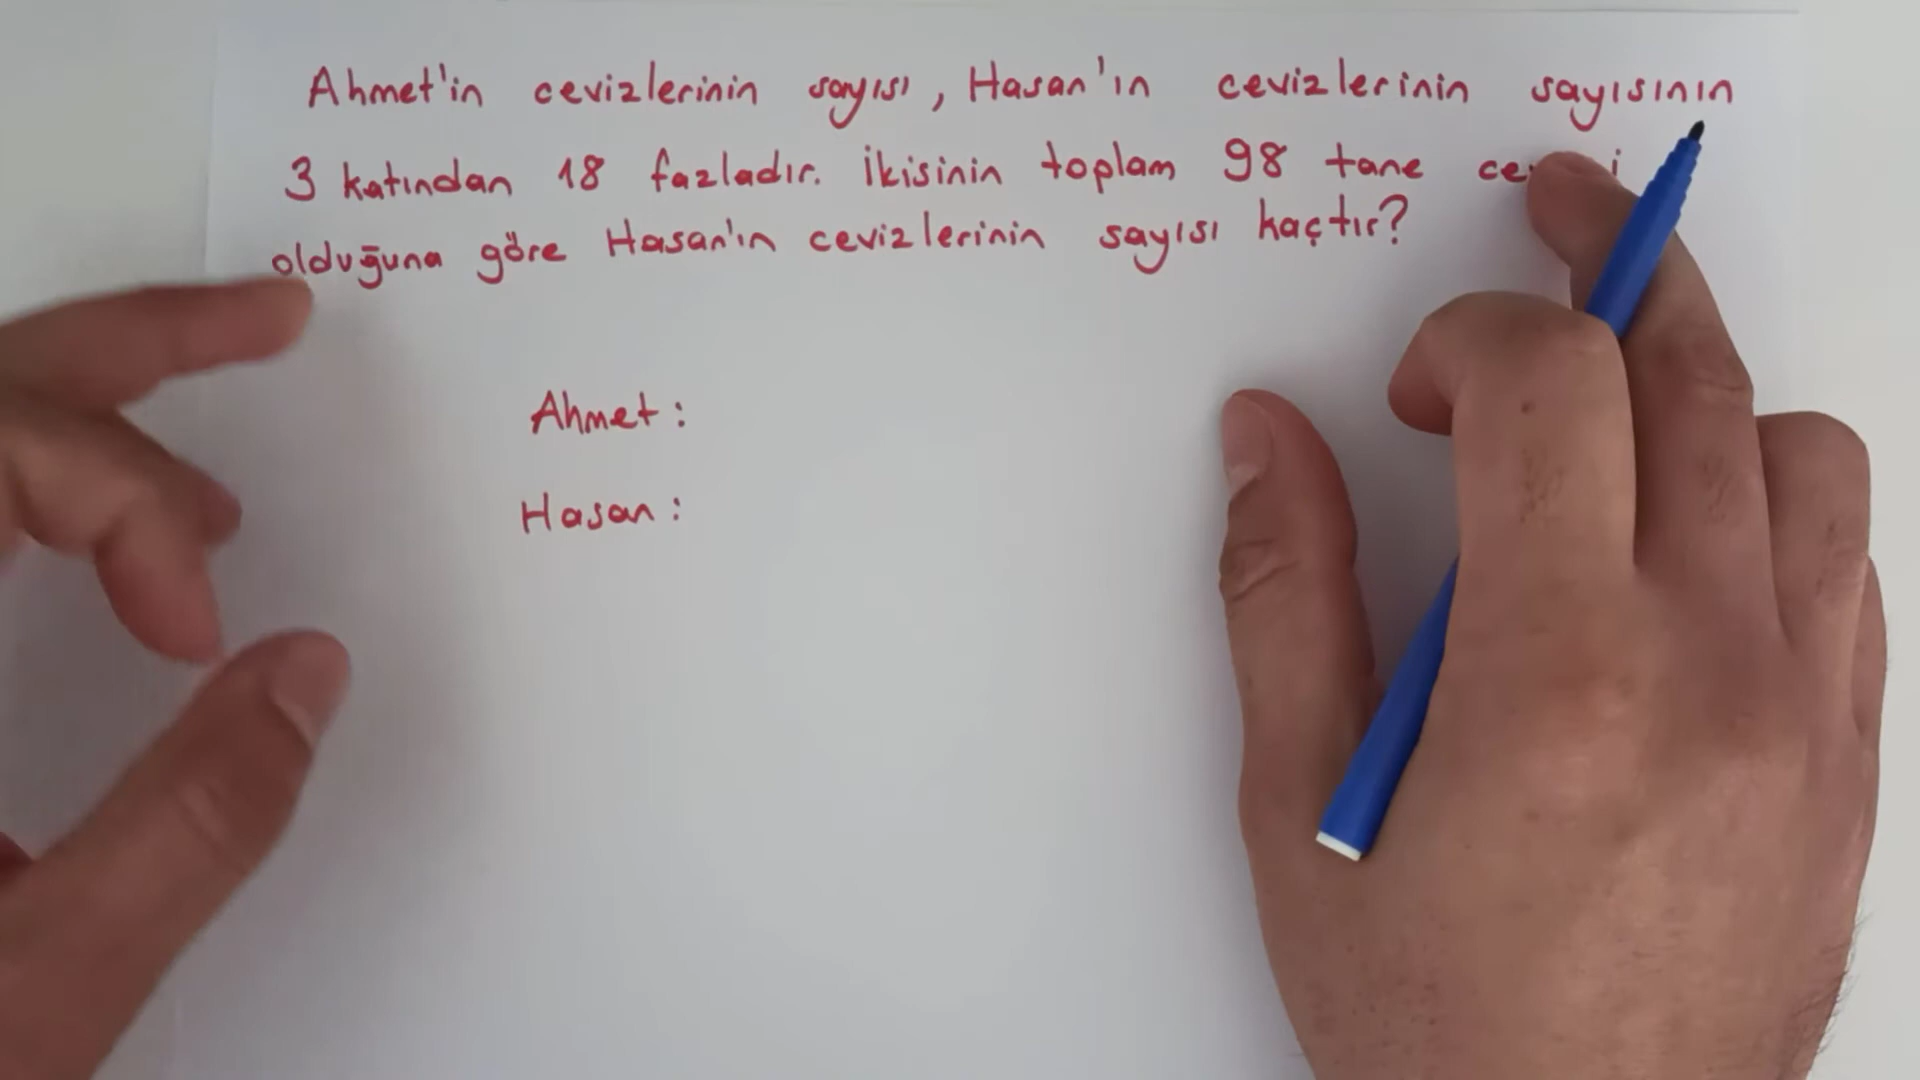 Ahmet'in cevizlerinin sayısı, Hasan'ın cevizlerinin sayısının
3 katından 18 fazladır. İkisinin toplam 98 tane
olduğuna göre Hasan'ın cevizlerinin sayısı kaçtır?
Ahmet:
Hasan: